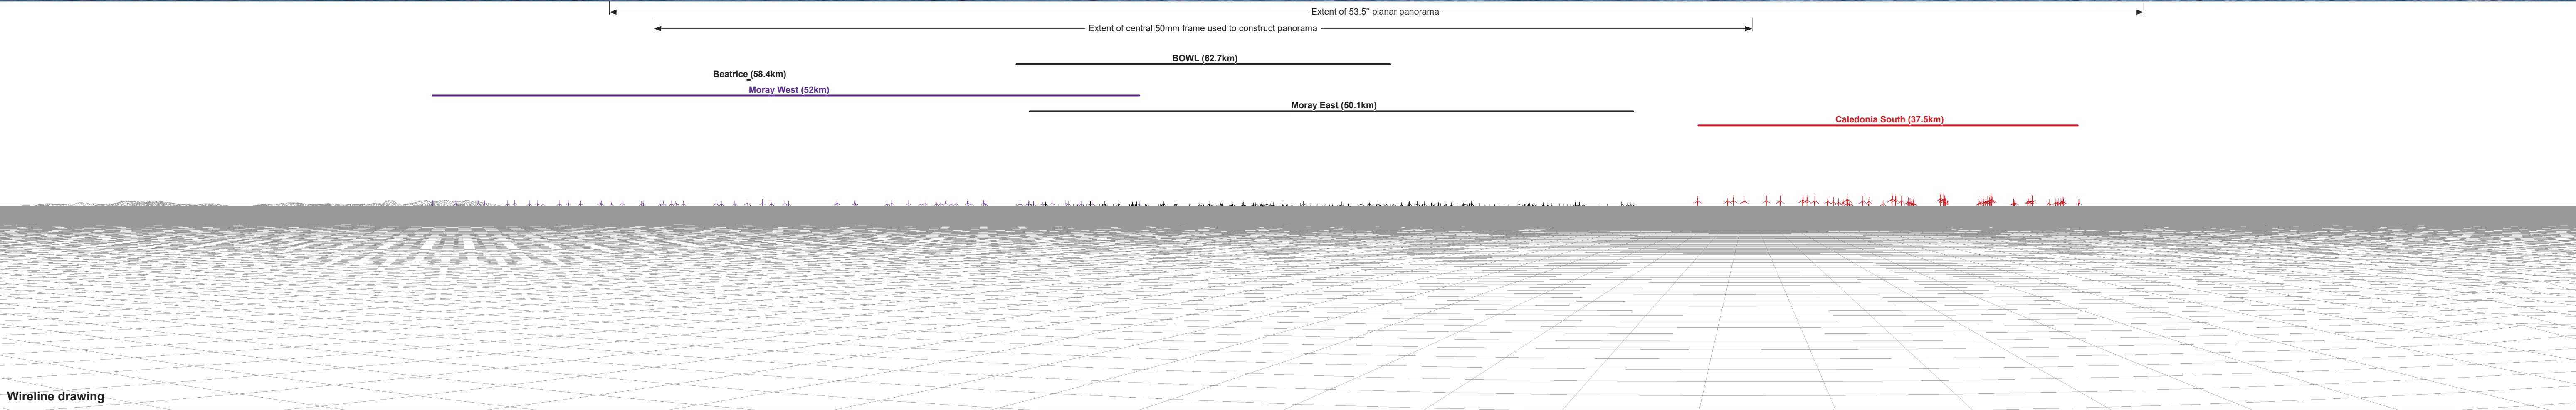 Extent of 53.5° planar panorama
Extent of central 50mm frame used to construct panorama
BOWL (62.7km)
Beatrice (58.4km)
Moray West (52km)
Moray East (50.1km)
Caledonia South (37.5km)
Wireline drawing